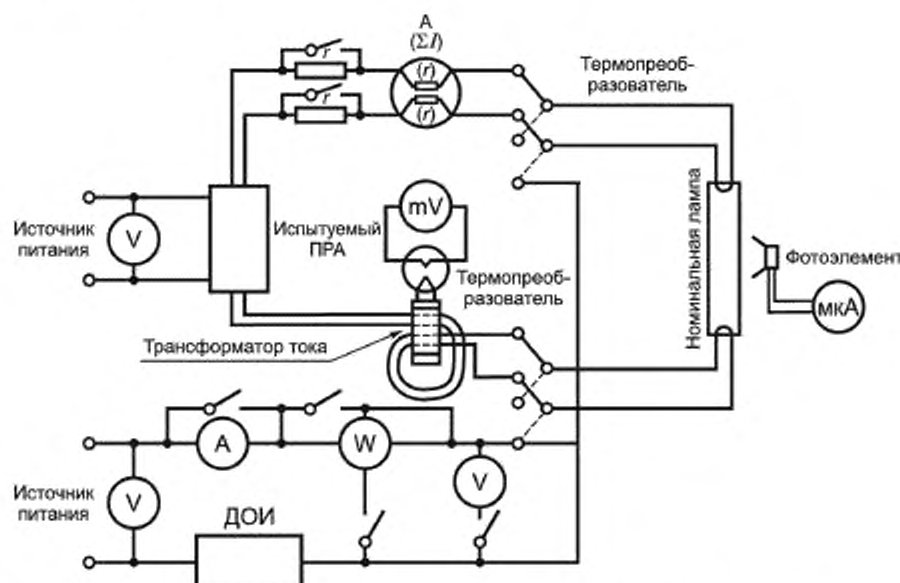 A
(ΣI)
r
(r)
r
(r)
Термопреоб-
разователь
Источник
питания
V
Испытуемый
ПРА
mV
Термопреоб-
разователь
Номинальная лампа
Фотоэлемент
мкА
Трансформатор тока
A
W
V
Источник
питания
V
ДОИ